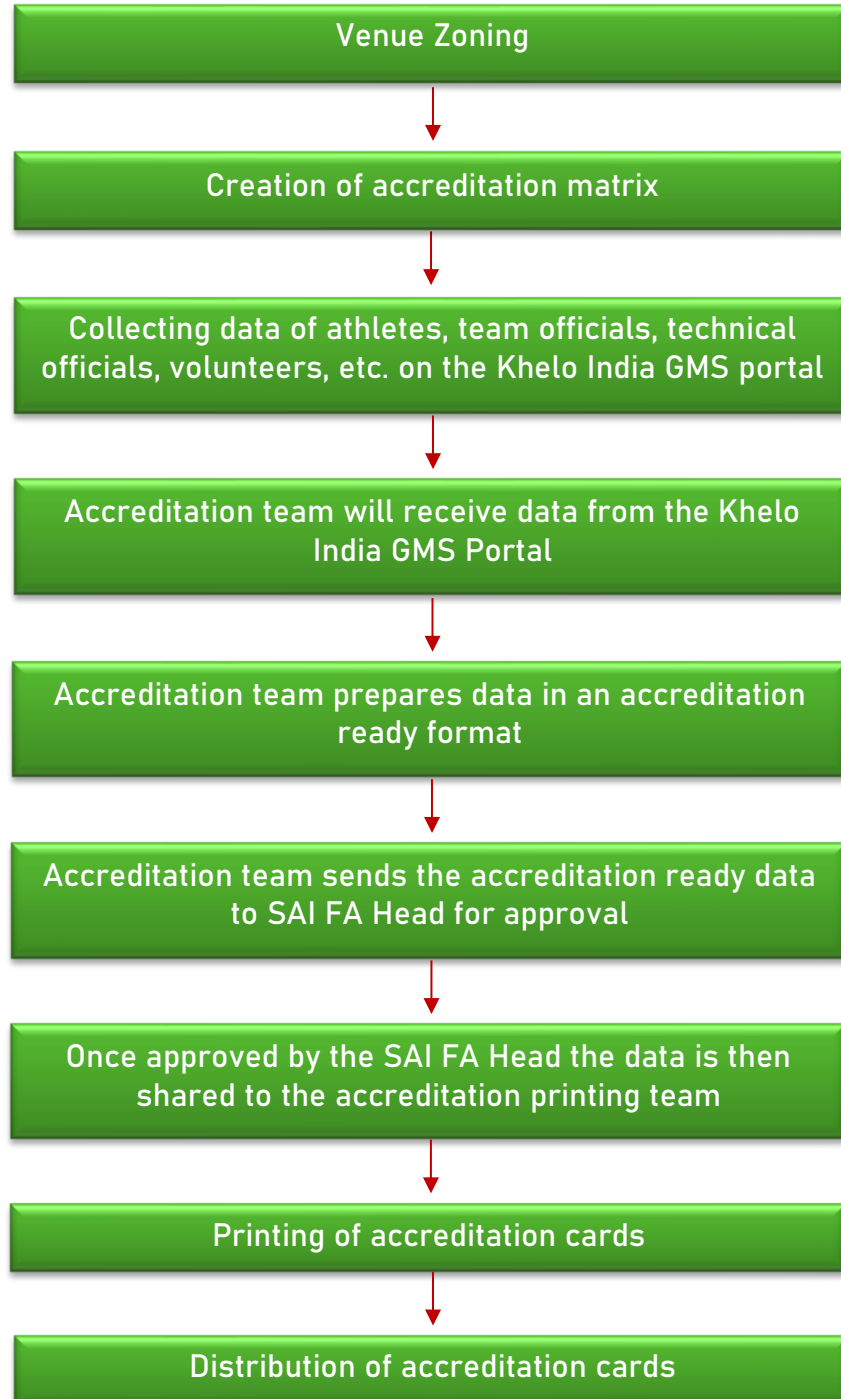 Venue Zoning
Creation of accreditation matrix
Collecting data of athletes, team officials, technical
officials, volunteers, etc. on the Khelo India GMS portal
Accreditation team will receive data from the Khelo
India GMS Portal
Accreditation team prepares data in an accreditation
ready format
Accreditation team sends the accreditation ready data
to SAI FA Head for approval
Once approved by the SAI FA Head the data is then
shared to the accreditation printing team
Printing of accreditation cards
Distribution of accreditation cards